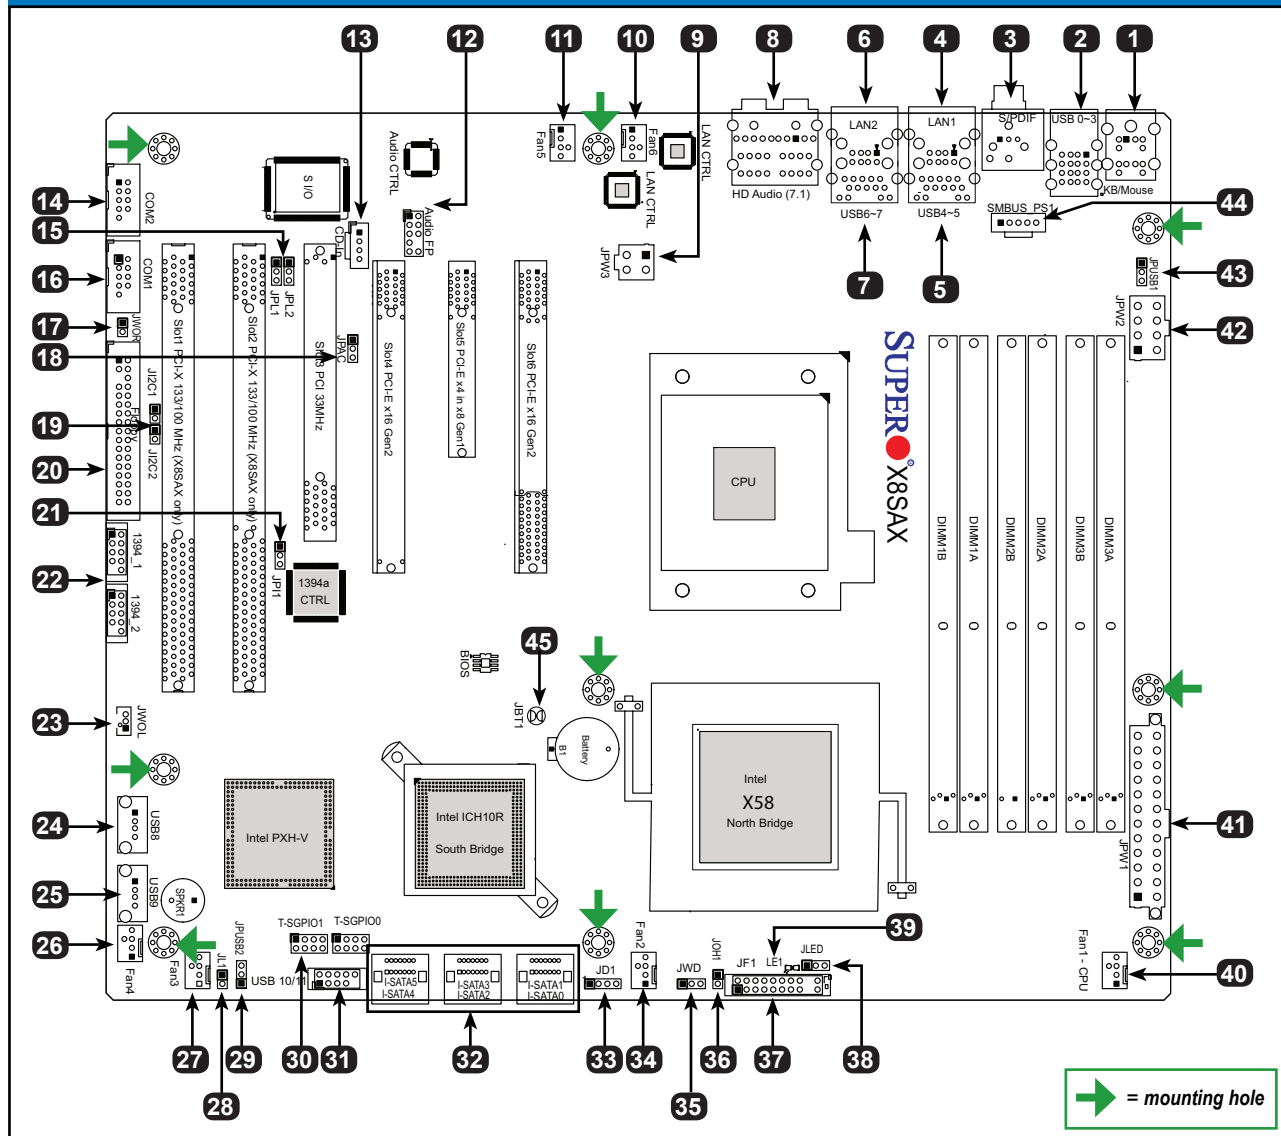 13
12
11
10
9
8
6
4
3
2
1
Fan5
Fan6
LAN CTRL
LAN CTRL
Audio CTRL
S I/O
HD Audio (7.1)
LAN2
USB6~7
LAN1
USB4~5
S/PDIF
USB 0~3
KB/Mouse
SMBUS_PS1
44
7
5
14
COM2
15
16
COM1
17
JWOR
18
JPL1
JPL2
CD-In
Audio FP
JPAC
JPW3
JPUSB1
43
JPW2
42
Slot1 PCI-X 133/100 MHz (X8SAX only)
Slot2 PCI-X 133/100 MHz (X8SAX only)
Slot3 PCI 33MHz
Slot4 PCI-E x16 Gen2
Slot5 PCI-E x4 in x8 Gen1
Slot6 PCI-E x16 Gen2
JI2C1
19
JI2C2
Floppy
20
21
JPI1
1394_1
22
1394_2
1394a
CTRL
CPU
SUPER
®
X8SAX
DIMM1B
DIMM1A
DIMM2B
DIMM2A
DIMM3B
DIMM3A
BIOS
45
JBT1
Battery
B1
23
JWOL
24
USB8
25
USB9
SPKR1
26
Fan4
Intel PXH-V
Intel ICH10R
South Bridge
Intel
X58
North Bridge
41
JPW1
Fan3
JL1
JPUSB2
T-SGPIO1
T-SGPIO0
USB 10/11
I-SATA5
I-SATA4
I-SATA3
I-SATA2
I-SATA1
I-SATA0
JD1
Fan2
JWD
JOH1
JF1
LE1
JLED
39
Fan1 - CPU
40
27
28
29
30
31
32
33
34
35
36
37
38
= mounting hole